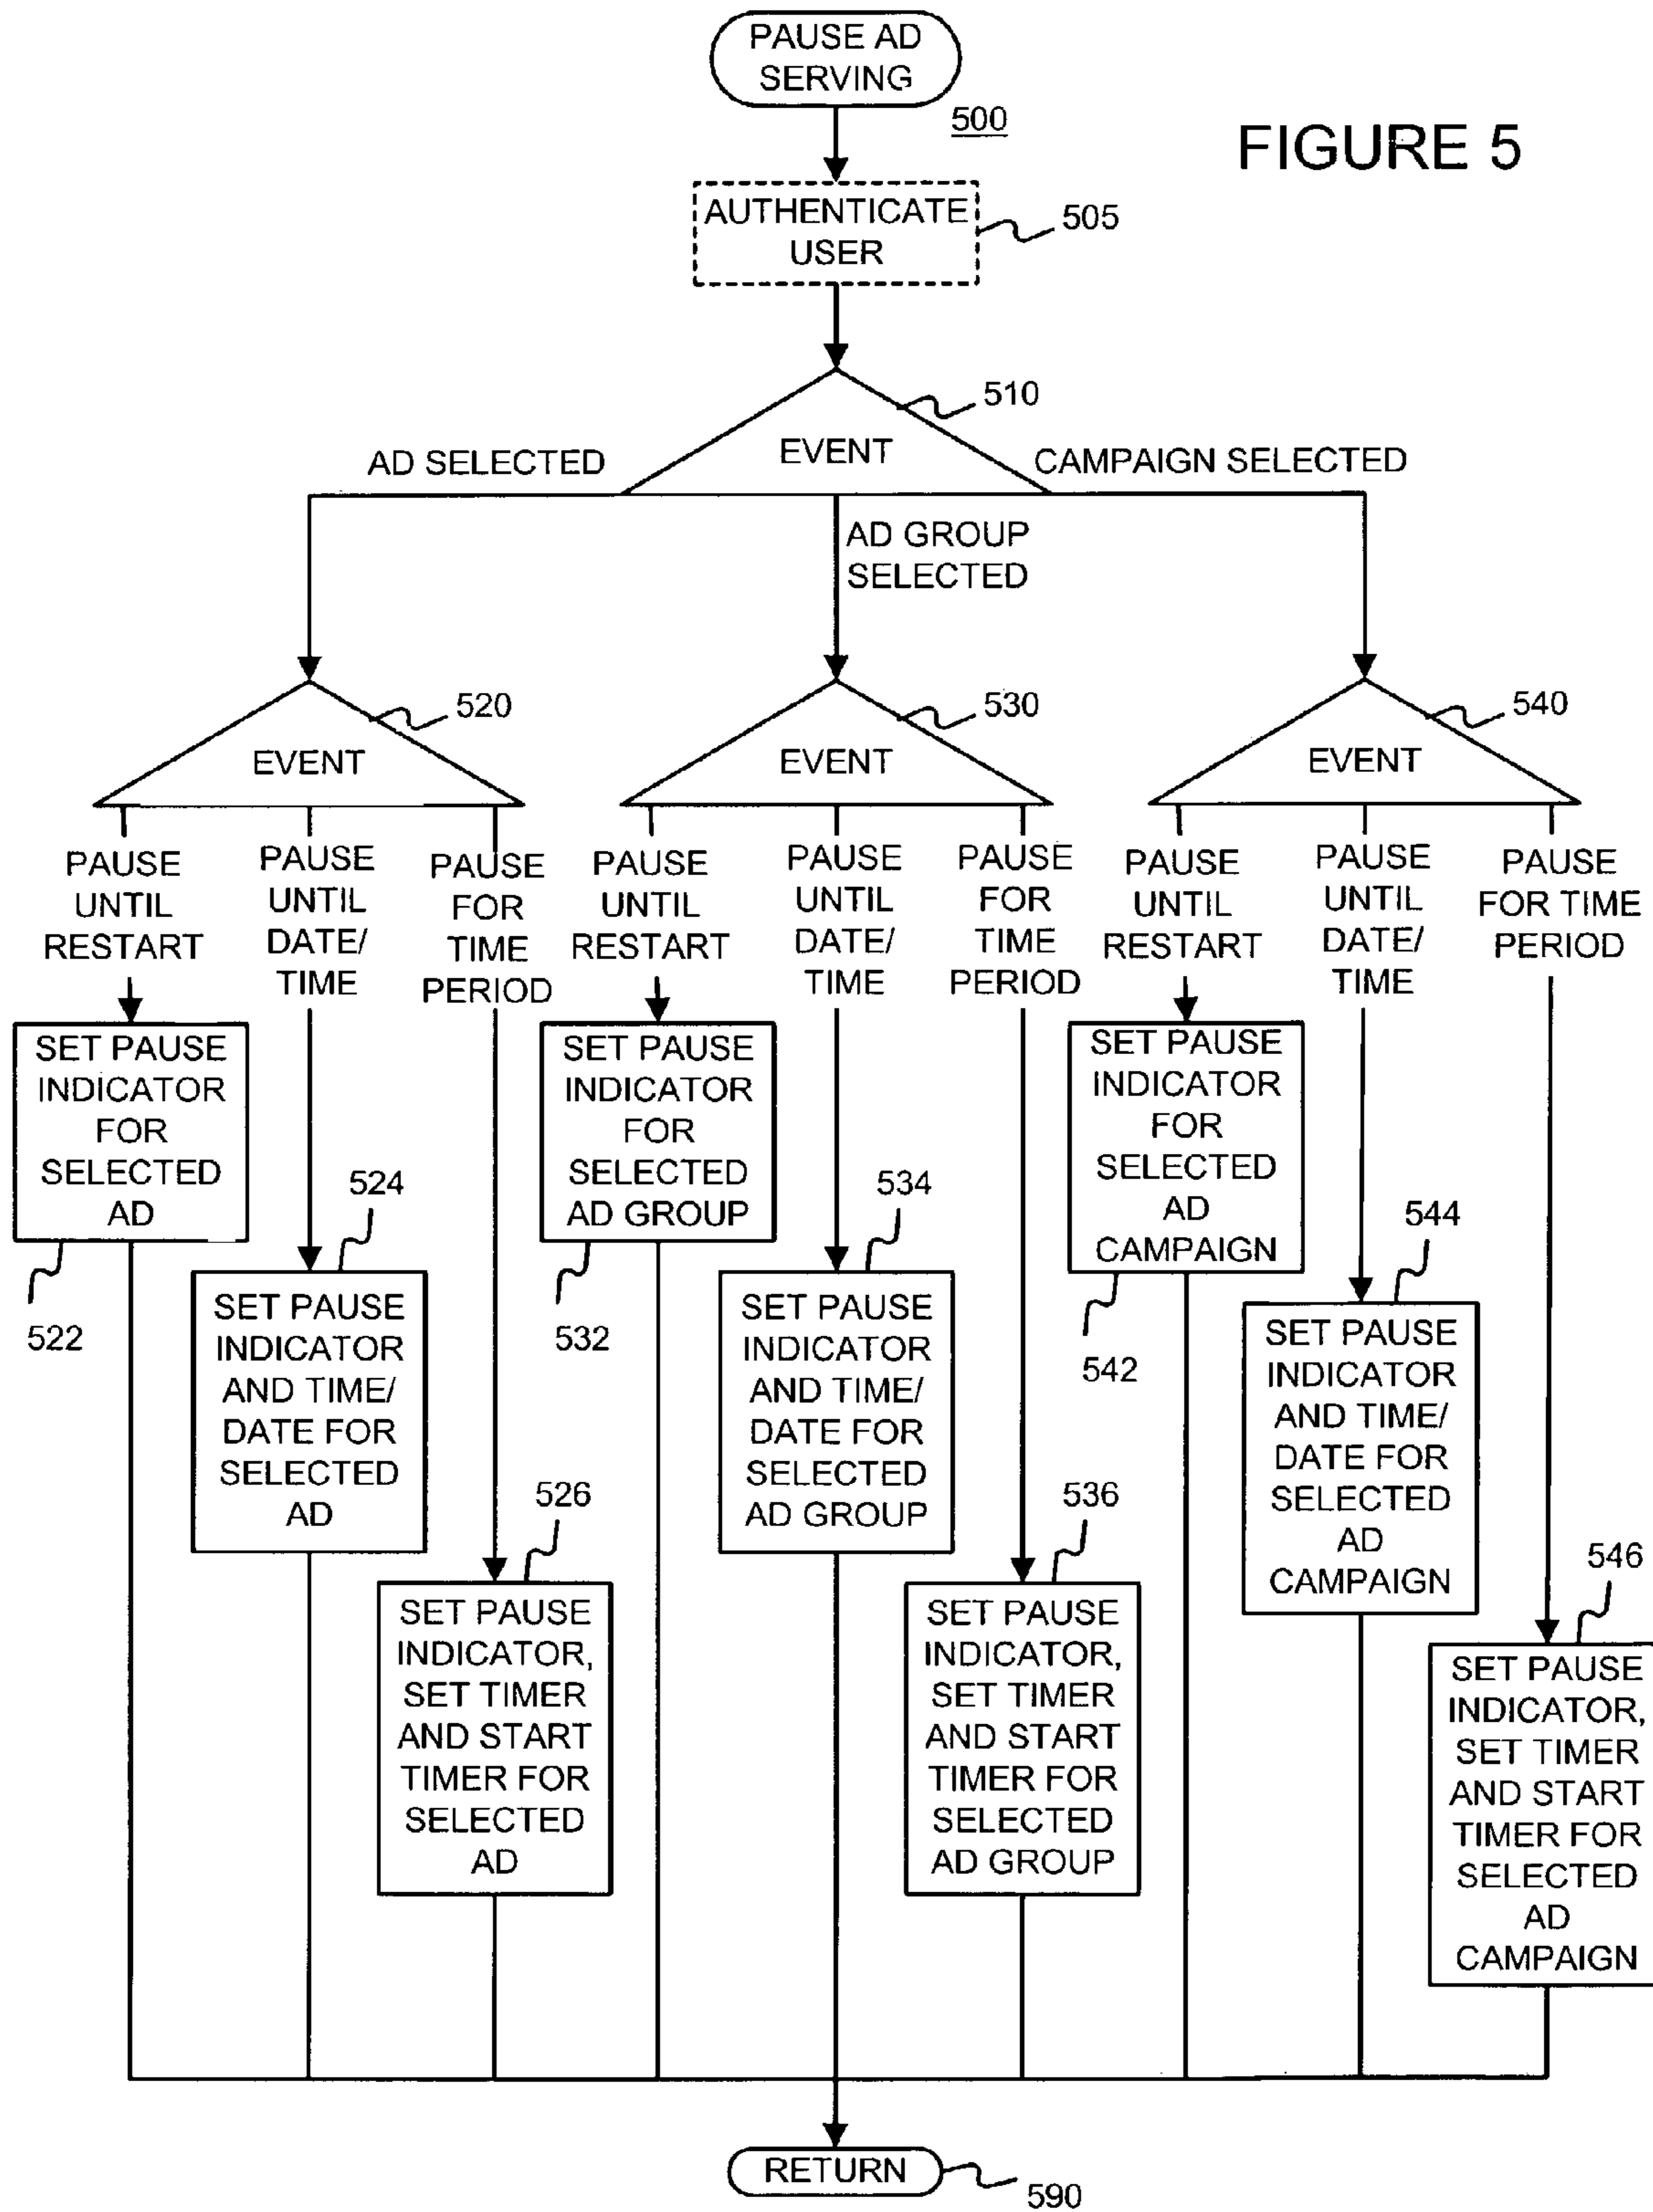 PAUSE AD
SERVING
500
FIGURE 5
AUTHENTICATE
USER
505
510
EVENT
AD SELECTED
CAMPAIGN SELECTED
AD GROUP
SELECTED
520
EVENT
530
EVENT
540
EVENT
PAUSE
UNTIL
RESTART
PAUSE
UNTIL
DATE/
TIME
PAUSE
FOR
TIME
PERIOD
PAUSE
UNTIL
RESTART
PAUSE
UNTIL
DATE/
TIME
PAUSE
FOR
TIME
PERIOD
PAUSE
UNTIL
RESTART
PAUSE
UNTIL
DATE/
TIME
PAUSE
FOR TIME
PERIOD
SET PAUSE
INDICATOR
FOR
SELECTED
AD
522
524
SET PAUSE
INDICATOR
AND TIME/
DATE FOR
SELECTED
AD
526
SET PAUSE
INDICATOR,
SET TIMER
AND START
TIMER FOR
SELECTED
AD
SET PAUSE
INDICATOR
FOR
SELECTED
AD GROUP
532
534
SET PAUSE
INDICATOR
AND TIME/
DATE FOR
SELECTED
AD GROUP
536
SET PAUSE
INDICATOR,
SET TIMER
AND START
TIMER FOR
SELECTED
AD GROUP
SET PAUSE
INDICATOR
FOR
SELECTED
AD
CAMPAIGN
542
544
SET PAUSE
INDICATOR
AND TIME/
DATE FOR
SELECTED
AD
CAMPAIGN
546
SET PAUSE
INDICATOR,
SET TIMER
AND START
TIMER FOR
SELECTED
AD
CAMPAIGN
RETURN
590